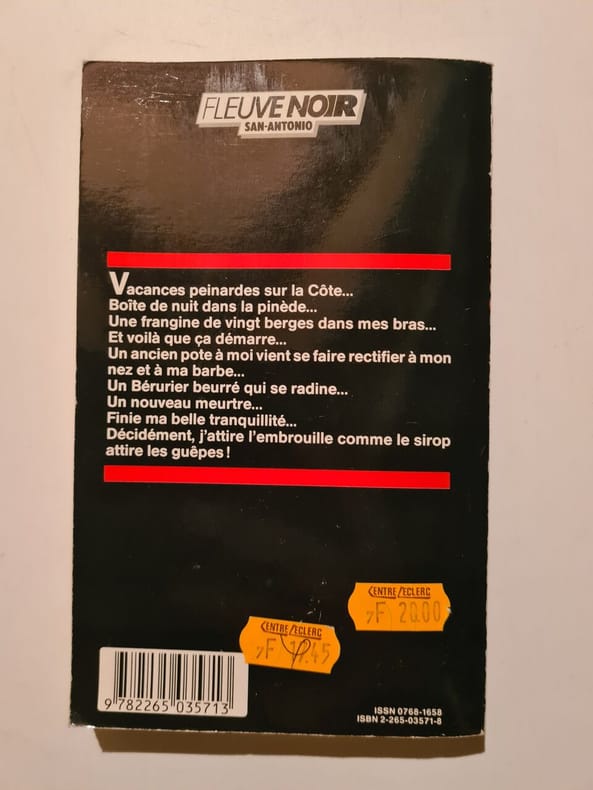 FLEUVE NOIR
SAN-ANTONIO
Vacances peinardes sur la Côte...
Boîte de nuit dans la pinède...
Une frangine de vingt berges dans mes bras...
Et voilà que ça démarre...
Un ancien pote à moi vient se faire rectifier à mon
nez et à ma barbe...
Un Bérurier beurré qui se radine...
Un nouveau meurtre...
Finie ma belle tranquillité...
Décidément, j'attire l'embrouille comme le sirop
attire les guêpes !
CENTRE LECLERC
F 20.00
CENTRE LECLERC
9 782265 035713
ISSN 0768-1658
ISBN 2-265-03571-8